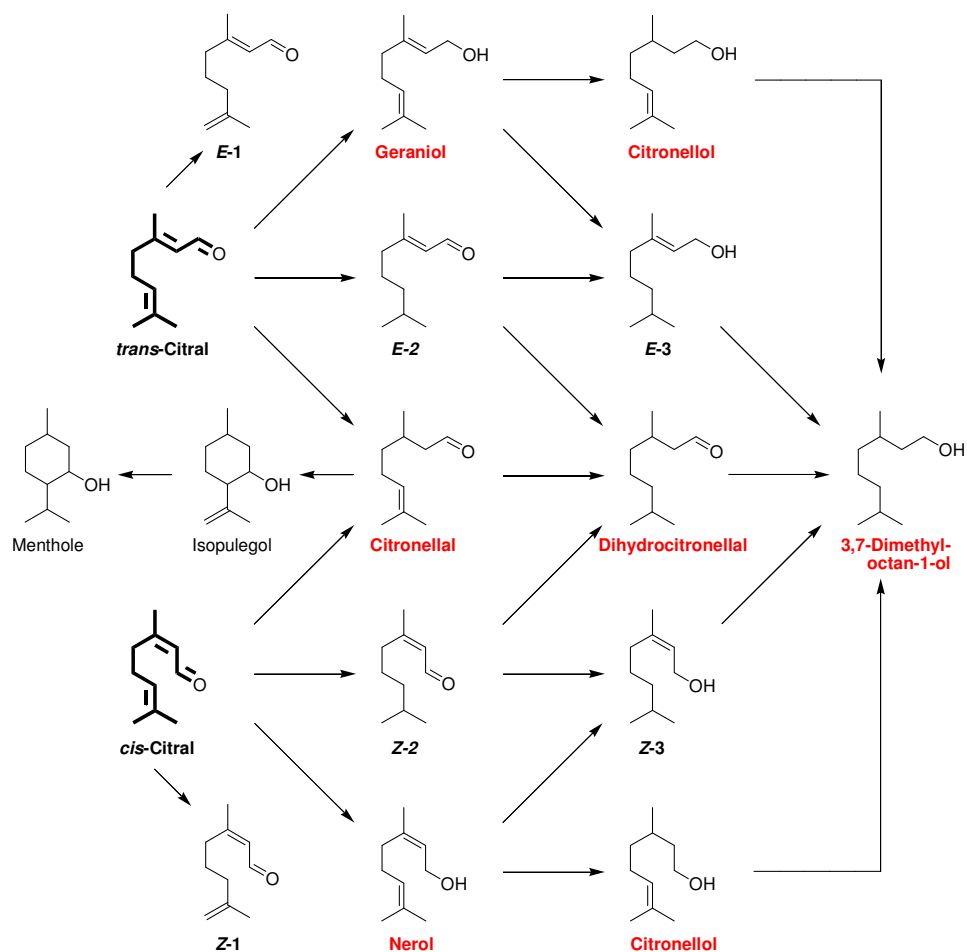 O
OH
OH
E-1
Geraniol
Citronellol
O
O
OH
trans-Citral
E-2
E-3
OH
OH
O
O
OH
Menthole
Isopulegol
Citronellal
Dihydrocitronellal
3,7-Dimethyl-
octan-1-ol
O
O
OH
cis-Citral
Z-2
Z-3
O
OH
OH
Z-1
Nerol
Citronellol